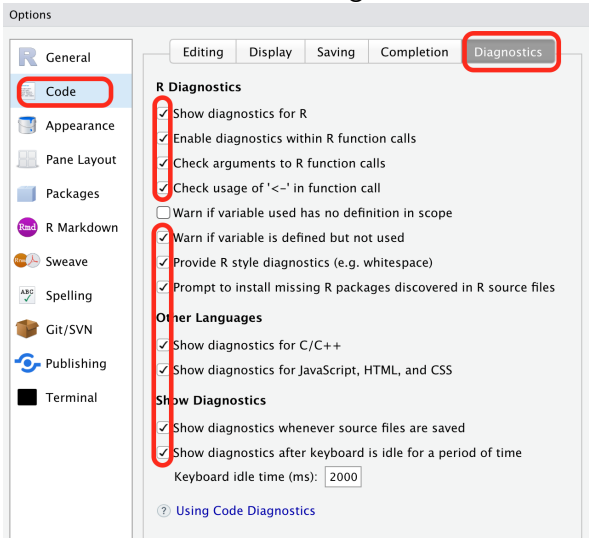 Options
General
Code
Appearance
Pane Layout
Packages
Rmd R Markdown
Sweave
ABC Spelling
Git/SVN
Publishing
Terminal
Editing Display Saving Completion Diagnostics
R Diagnostics
Show diagnostics for R
Enable diagnostics within R function calls
Check arguments to R function calls
Check usage of '<-' in function call
Warn if variable used has no definition in scope
Warn if variable is defined but not used
Provide R style diagnostics (e.g. whitespace)
Prompt to install missing R packages discovered in R source files
Other Languages
Show diagnostics for C/C++
Show diagnostics for JavaScript, HTML, and CSS
Show Diagnostics
Show diagnostics whenever source files are saved
Show diagnostics after keyboard is idle for a period of time
Keyboard idle time (ms): 2000
? Using Code Diagnostics